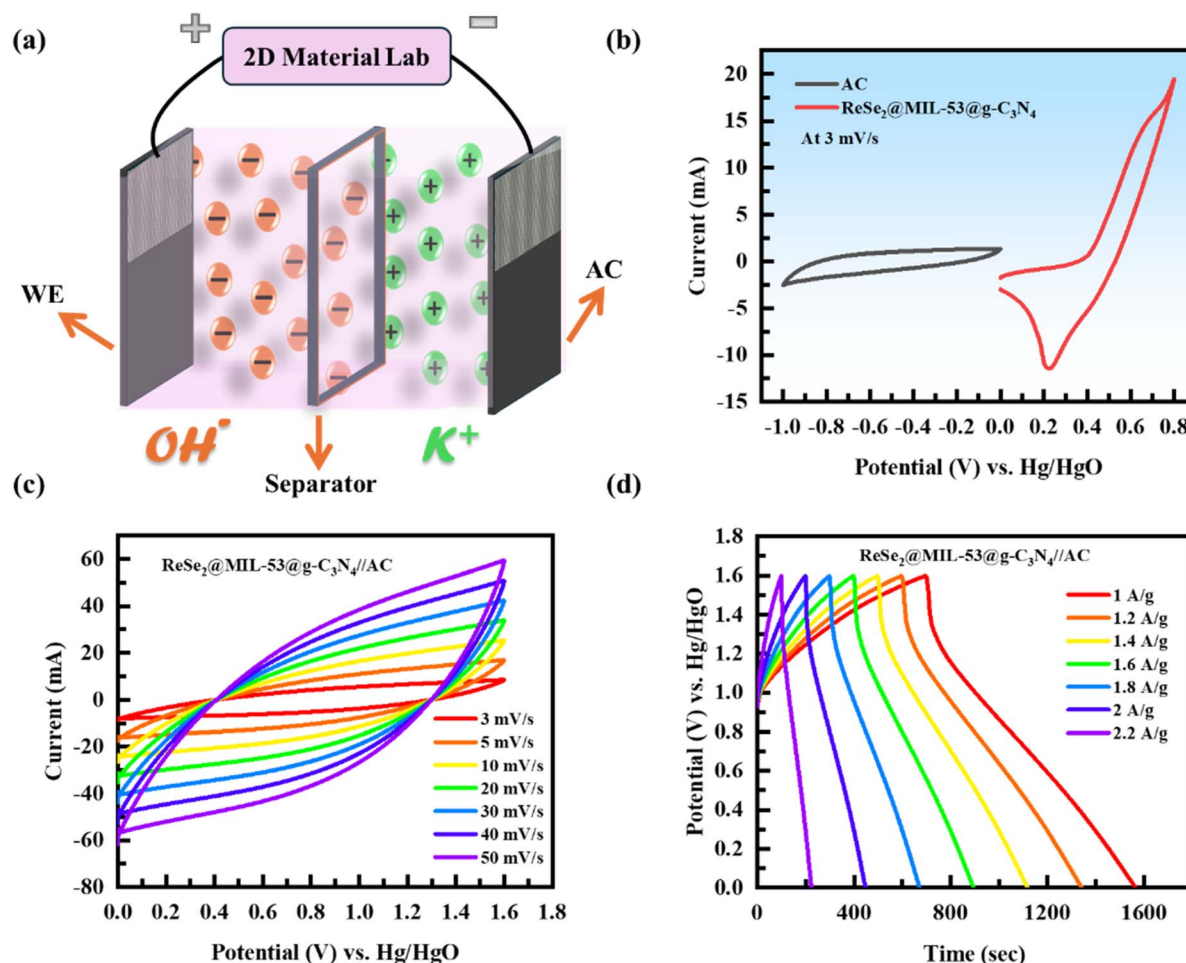 (a)
+
−
2D Material Lab
WE
AC
OH⁻
K⁺
Separator
(b)
AC
ReSe₂@MIL-53@g-C₃N₄
At 3 mV/s
Current (mA)
20
15
10
5
0
-5
-10
-15
-1.0 -0.8 -0.6 -0.4 -0.2 0.0 0.2 0.4 0.6 0.8
Potential (V) vs. Hg/HgO
(c)
ReSe₂@MIL-53@g-C₃N₄//AC
Current (mA)
60
40
20
0
-20
-40
-60
-80
3 mV/s
5 mV/s
10 mV/s
20 mV/s
30 mV/s
40 mV/s
50 mV/s
0.0 0.2 0.4 0.6 0.8 1.0 1.2 1.4 1.6 1.8
Potential (V) vs. Hg/HgO
(d)
ReSe₂@MIL-53@g-C₃N₄//AC
Potential (V) vs. Hg/HgO
1.8
1.6
1.4
1.2
1.0
0.8
0.6
0.4
0.2
0.0
1 A/g
1.2 A/g
1.4 A/g
1.6 A/g
1.8 A/g
2 A/g
2.2 A/g
0 400 800 1200 1600
Time (sec)